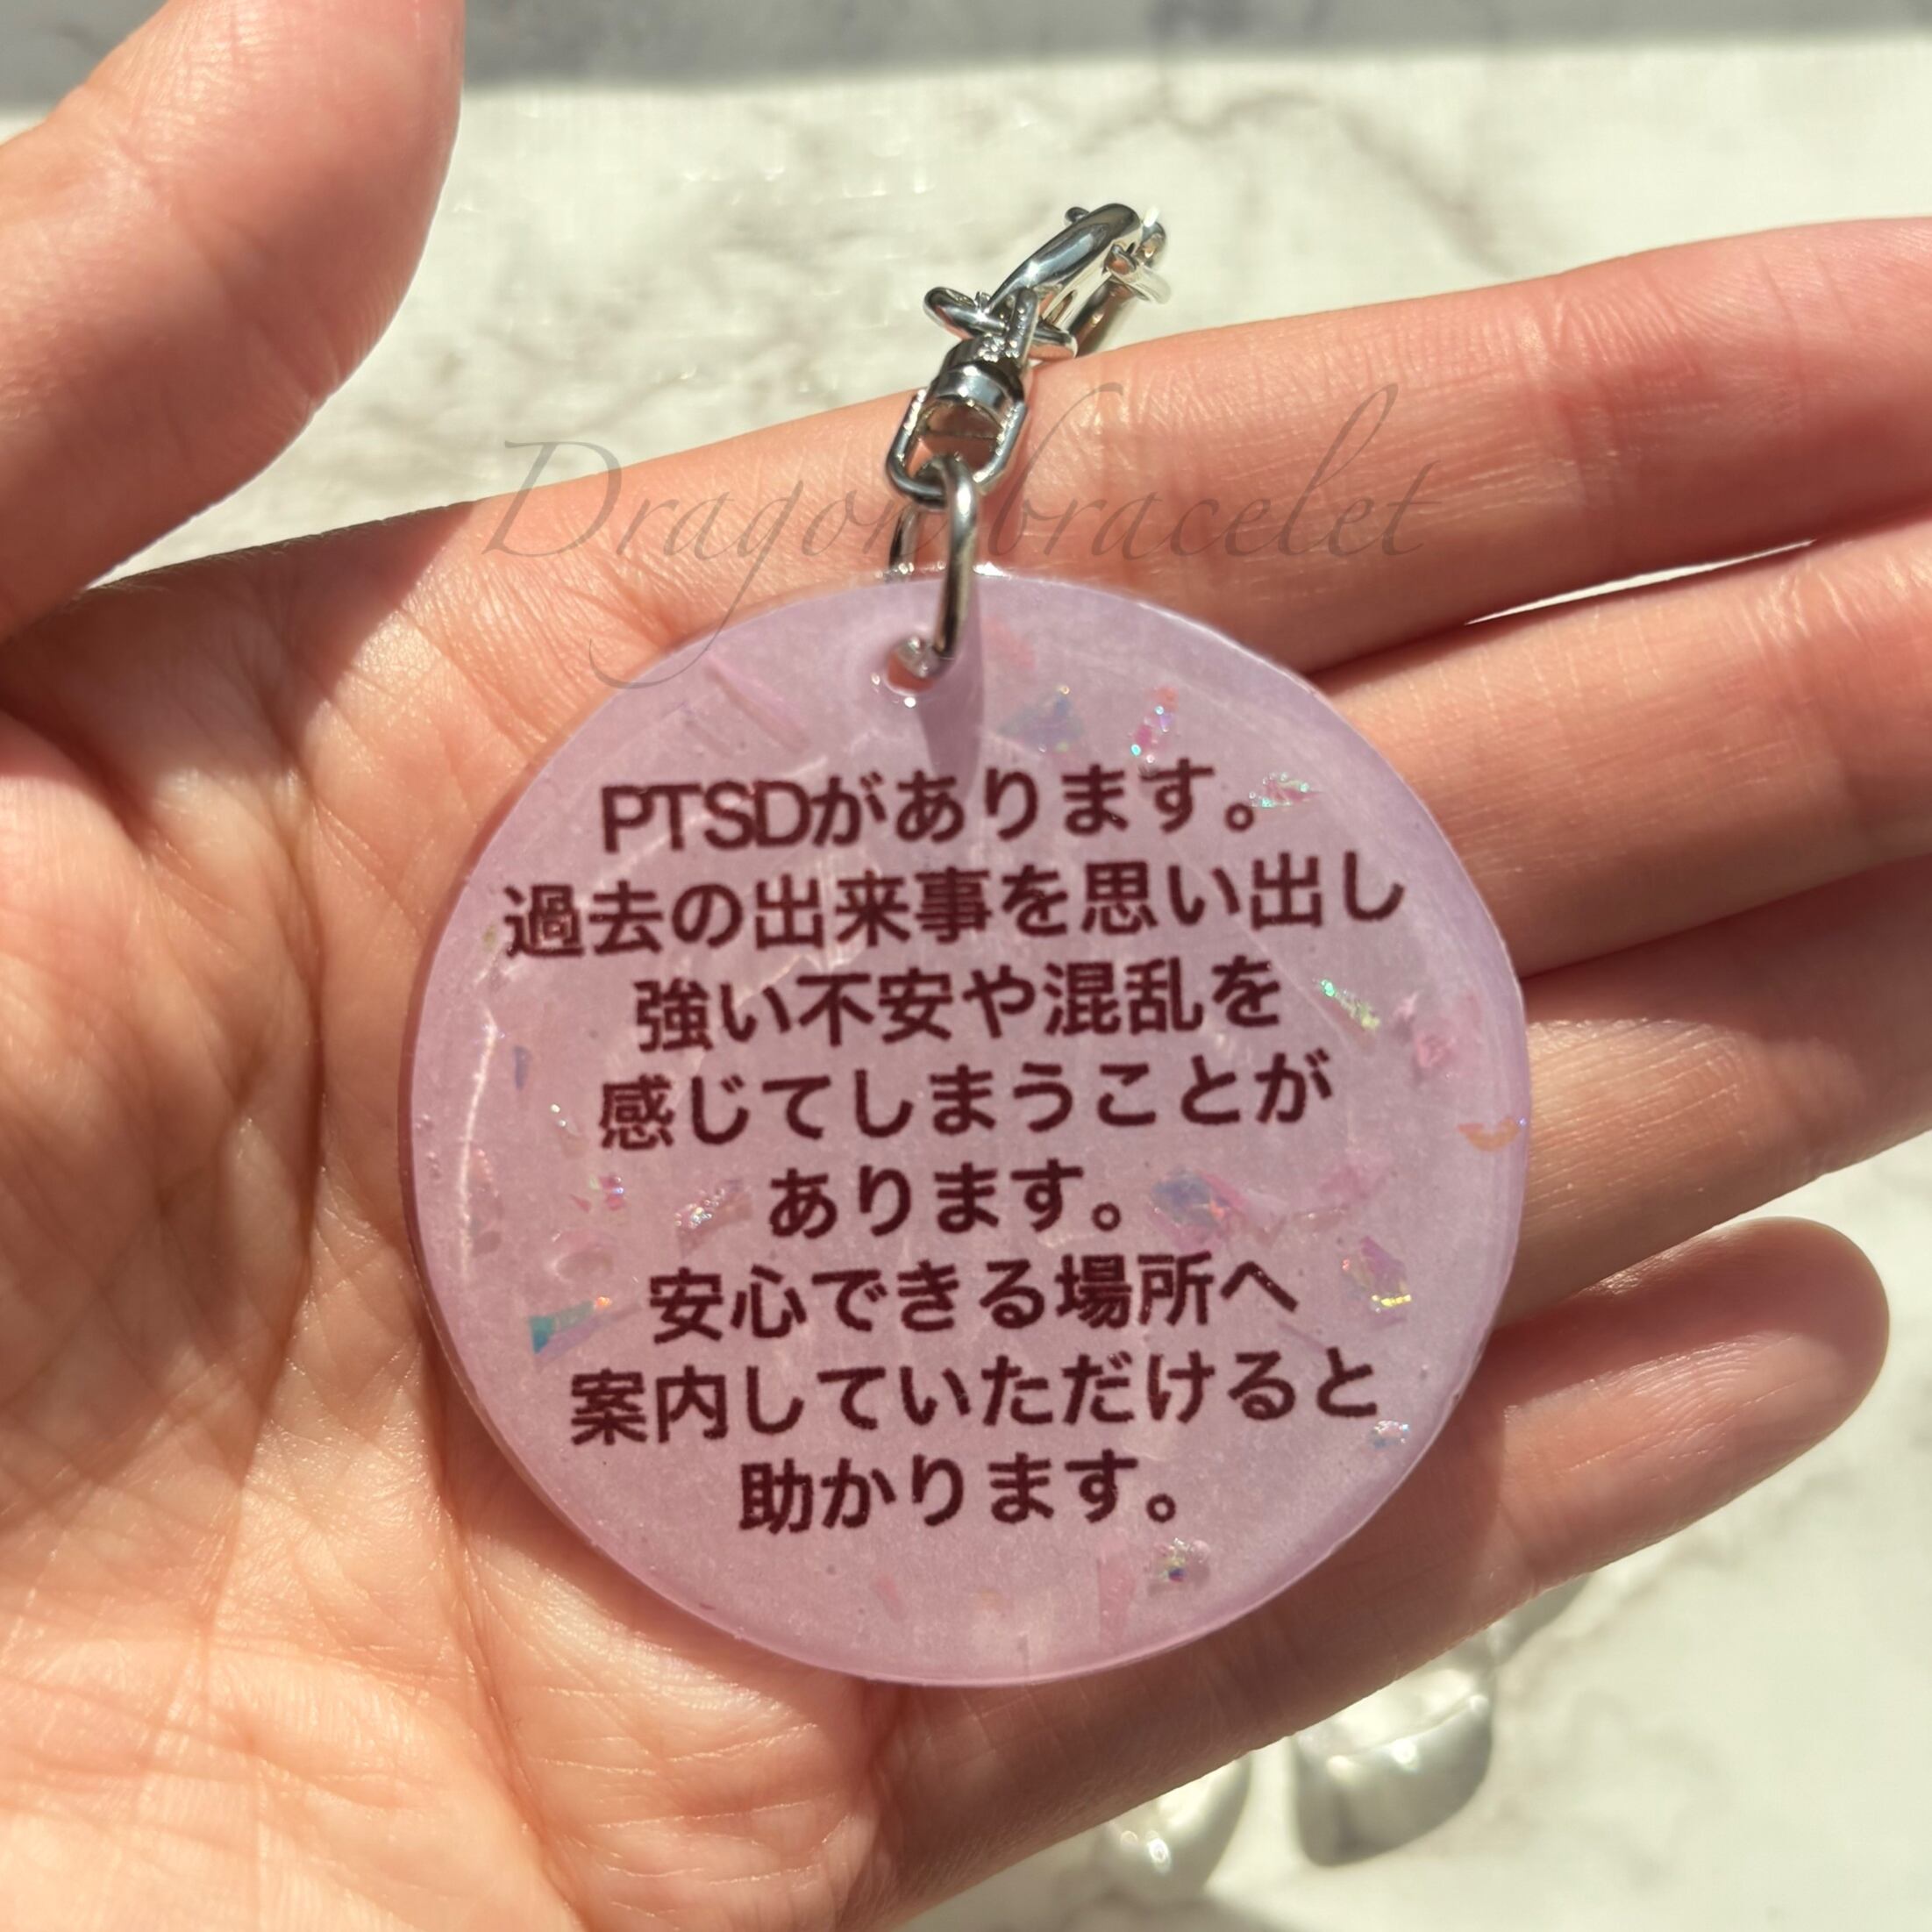 Dragon bracelet
PTSDがあります。
過去の出来事を思い出し
強い不安や混乱を
感じてしまうことが
あります。
安心できる場所へ
案内していただけると
助かります。